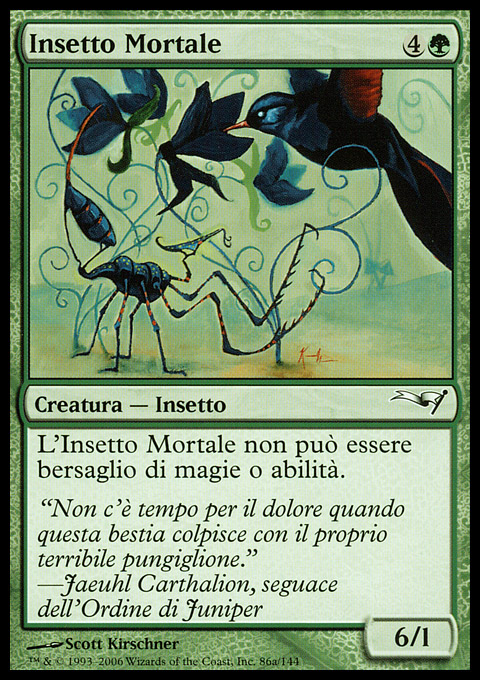 Insetto Mortale 4
Creatura — Insetto
L'Insetto Mortale non può essere
bersaglio di magie o abilità.
"Non c'è tempo per il dolore quando
questa bestia colpisce con il proprio
terribile pungiglione."
—Jaeuhl Carthalion, seguace
dell'Ordine di Juniper
6/1
Scott Kirschner
™ & © 1993 2006 Wizards of the Coast, Inc. 86a/144